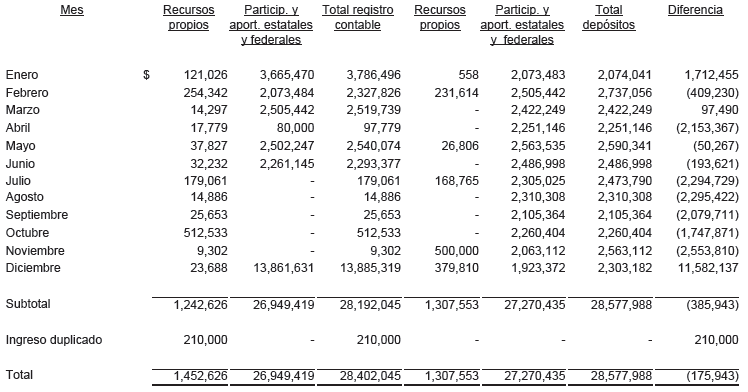 Mes Recursos Particip. y Total registro Recursos Particip. y Total Diferencia
propios aport. estatales contable propios aport. estatales depósitos
y federales y federales
Enero $ 121,026 3,665,470 3,786,496 558 2,073,483 2,074,041 1,712,455
Febrero 254,342 2,073,484 2,327,826 231,614 2,505,442 2,737,056 (409,230)
Marzo 14,297 2,505,442 2,519,739 - 2,422,249 2,422,249 97,490
Abril 17,779 80,000 97,779 - 2,251,146 2,251,146 (2,153,367)
Mayo 37,827 2,502,247 2,540,074 26,806 2,563,535 2,590,341 (50,267)
Junio 32,232 2,261,145 2,293,377 - 2,486,998 2,486,998 (193,621)
Julio 179,061 - 179,061 168,765 2,305,025 2,473,790 (2,294,729)
Agosto 14,886 - 14,886 - 2,310,308 2,310,308 (2,295,422)
Septiembre 25,653 - 25,653 - 2,105,364 2,105,364 (2,079,711)
Octubre 512,533 - 512,533 - 2,260,404 2,260,404 (1,747,871)
Noviembre 9,302 - 9,302 500,000 2,063,112 2,563,112 (2,553,810)
Diciembre 23,688 13,861,631 13,885,319 379,810 1,923,372 2,303,182 11,582,137
Subtotal 1,242,626 26,949,419 28,192,045 1,307,553 27,270,435 28,577,988 (385,943)
Ingreso duplicado 210,000 - 210,000 - - - 210,000
Total 1,452,626 26,949,419 28,402,045 1,307,553 27,270,435 28,577,988 (175,943)